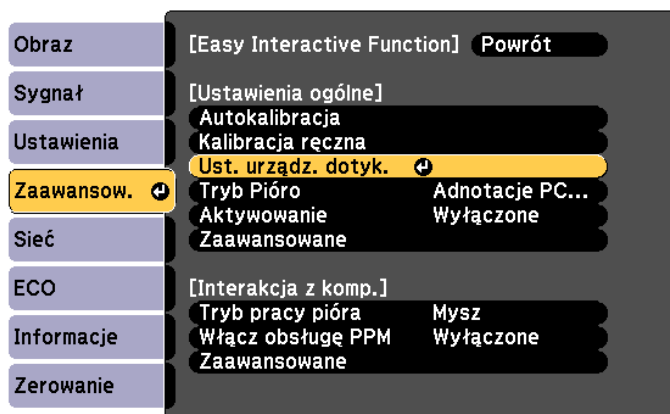 Obraz
Sygnał
Ustawienia
Zaawansow.
Sieć
ECO
Informacje
Zerowanie
[Easy Interactive Function] Powrót
[Ustawienia ogólne]
Autokalibracja
Kalibracja ręczna
Ust. urządz. dotyk.
Tryb Pióro Adnotacje PC...
Aktywowanie Wyłączone
Zaawansowane
[Interakcja z komp.]
Tryb pracy pióra Mysz
Włącz obsługę PPM Wyłączone
Zaawansowane